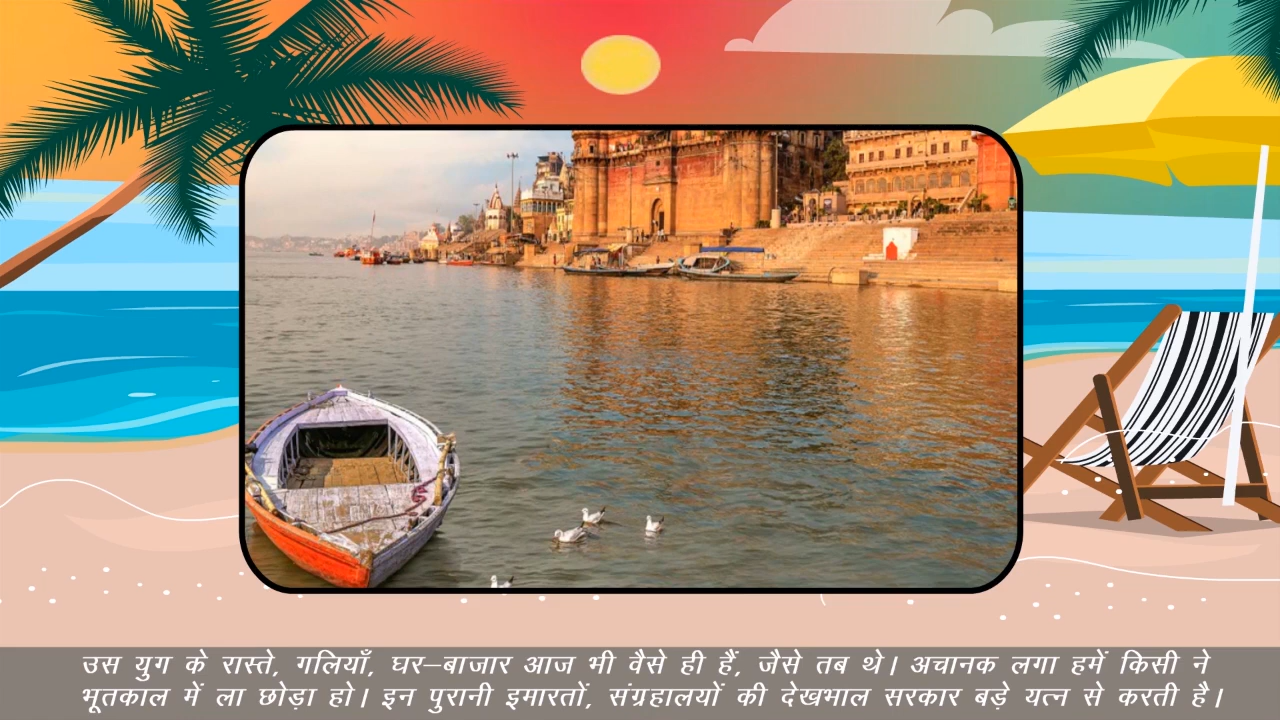 उस युग के रास्ते, गलियाँ, घर–बाजार आज भी वैसे ही हैं, जैसे तब थे। अचानक लगा हमें किसी ने
भूतकाल में ला छोड़ा हो। इन पुरानी इमारतों, संग्रहालयों की देखभाल सरकार बड़े यत्न से करती है।